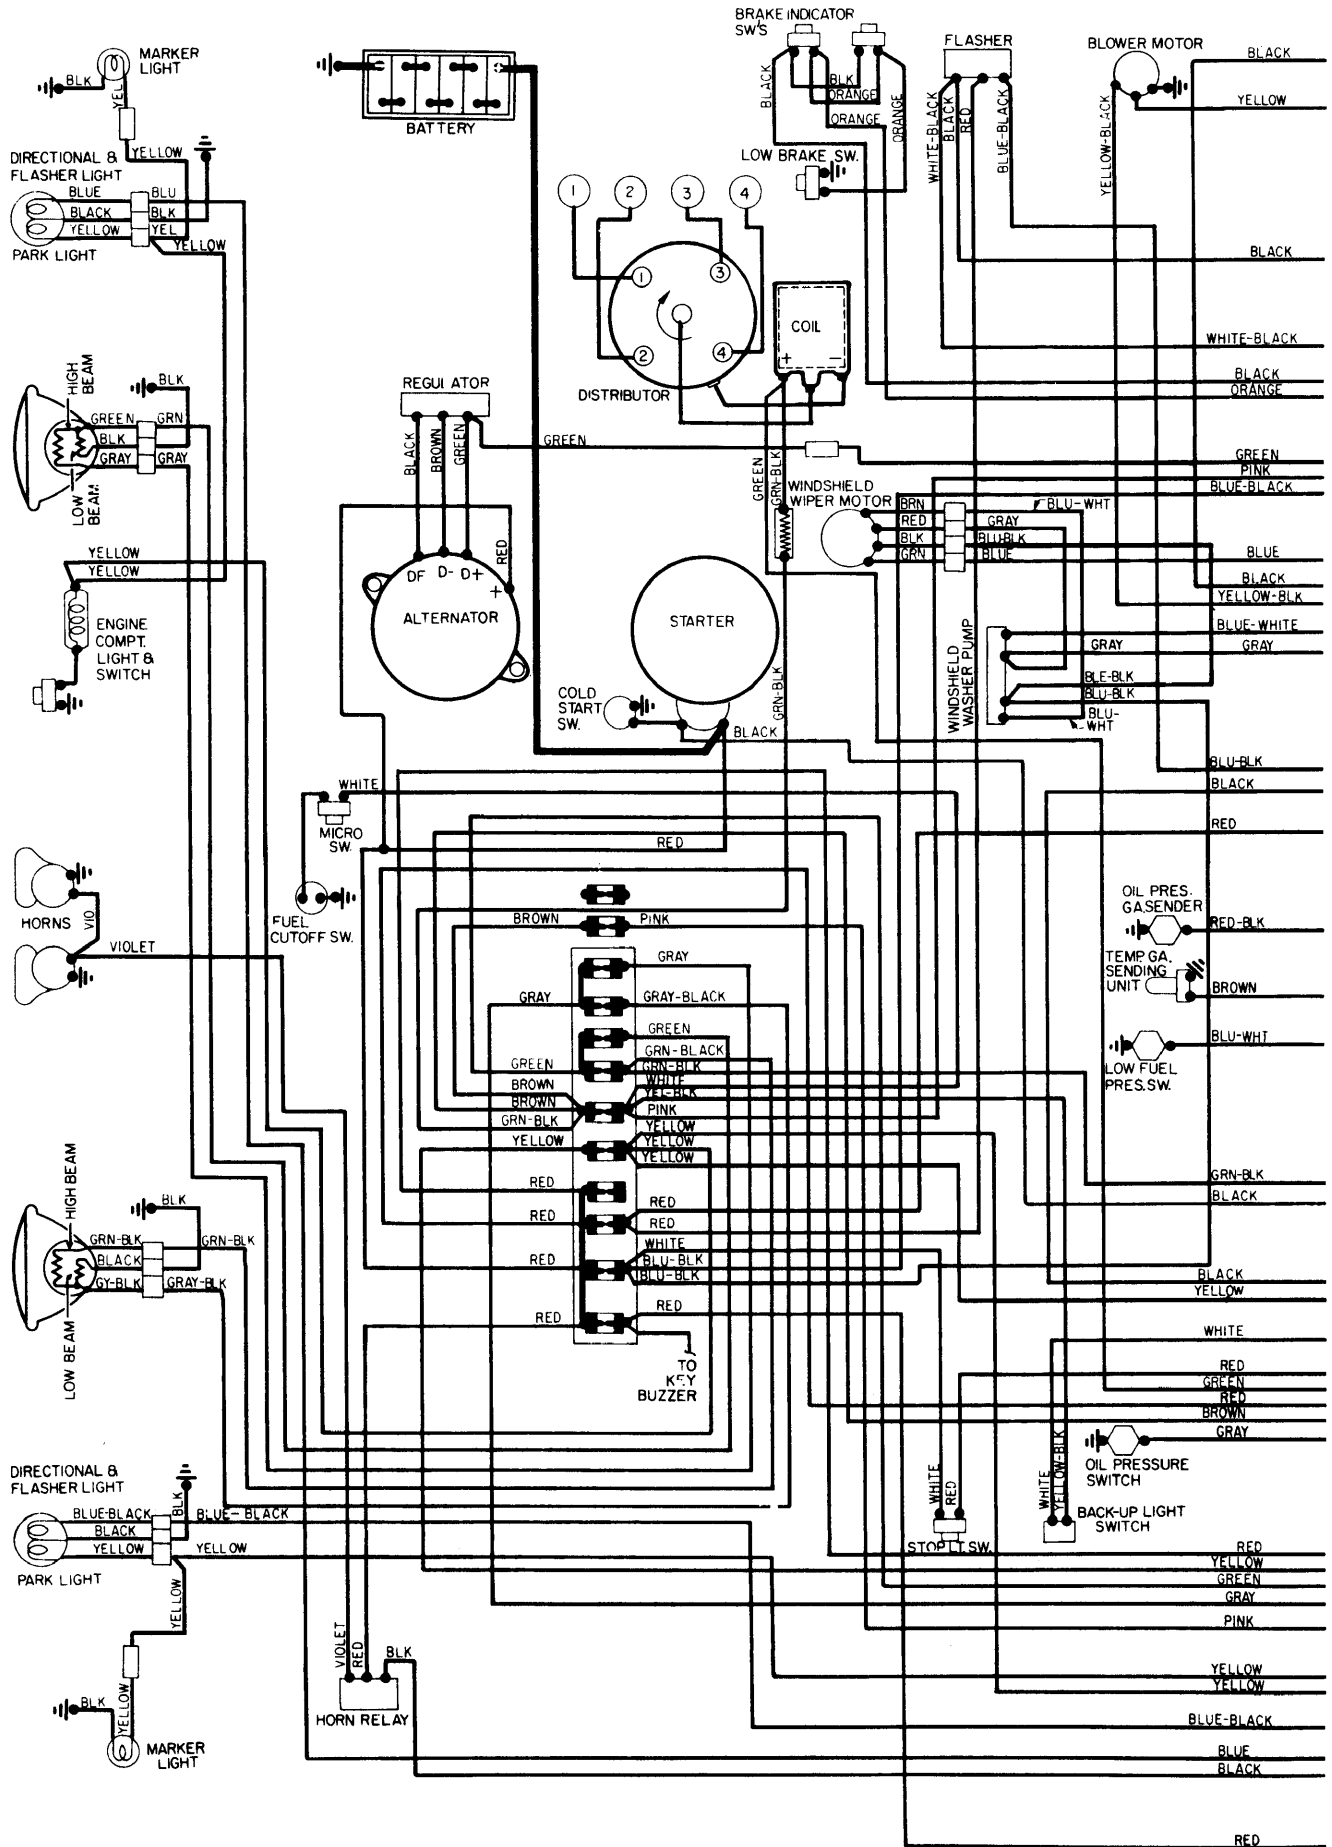 BRAKE INDICATOR
SW'S
FLASHER
BLOWER MOTOR
BLACK
MARKER
LIGHT
BLK
YEL
BATTERY
BLACK
BLK
ORANGE
ORANGE
ORANGE
WHITE-BLACK
BLACK
RED
BLUE-BLACK
YELLOW-BLACK
YELLOW
DIRECTIONAL &
FLASHER LIGHT
YELLOW
LOW BRAKE SW.
BLUE
BLU
BLACK
BLK
YELLOW
YEL
YELLOW
PARK LIGHT
1
2
3
4
1
3
2
4
DISTRIBUTOR
COIL
+
−
BLACK
WHITE-BLACK
BLACK
ORANGE
HIGH
BEAM
BLK
GREEN
GRN
BLK
GRAY
GRAY
LOW
BEAM
REGULATOR
BLACK
BROWN
GREEN
GREEN
GREEN
GRN-BLK
GREEN
PINK
BLUE-BLACK
WINDSHIELD
WIPER MOTOR
BRN
BLU-WHT
RED
GRAY
BLK
BLU-BLK
GRN
BLUE
BLUE
BLACK
YELLOW-BLK
YELLOW
YELLOW
ENGINE
COMPT.
LIGHT &
SWITCH
DF
D-
D+
+
RED
ALTERNATOR
STARTER
COLD
START
SW.
BLACK
GRN-BLK
WINDSHIELD
WASHER PUMP
BLUE-WHITE
GRAY
GRAY
BLE-BLK
BLU-BLK
BLU-
WHT
BLU-BLK
BLACK
RED
WHITE
MICRO
SW.
RED
FUEL
CUTOFF SW.
HORNS
VIO
VIOLET
OIL PRES.
GA.SENDER
RED-BLK
TEMP. GA.
SENDING
UNIT
BROWN
BLU-WHT
LOW FUEL
PRES.SW.
BROWN
PINK
GRAY
GRAY
GRAY-BLACK
GREEN
GRN-BLACK
GREEN
GRN-BLK
WHITE
BROWN
YEL-BLK
BROWN
PINK
GRN-BLK
YELLOW
YELLOW
YELLOW
YELLOW
RED
RED
RED
RED
WHITE
RED
BLU-BLK
BLU-BLK
RED
RED
TO
KEY
BUZZER
GRN-BLK
BLACK
BLACK
YELLOW
WHITE
RED
GREEN
RED
BROWN
GRAY
HIGH BEAM
BLK
GRN-BLK
GRN-BLK
BLACK
GY-BLK
GRAY-BLK
LOW BEAM
OIL PRESSURE
SWITCH
WHITE
RED
STOP LT. SW.
WHITE
YELLOW-BLK
BACK-UP LIGHT
SWITCH
DIRECTIONAL &
FLASHER LIGHT
BLK
BLUE-BLACK
BLUE-BLACK
BLACK
YELLOW
YELLOW
PARK LIGHT
YELLOW
RED
YELLOW
GREEN
GRAY
PINK
VIOLET
RED
BLK
HORN RELAY
YELLOW
YELLOW
BLK
YELLOW
MARKER
LIGHT
BLUE-BLACK
BLUE
BLACK
RED